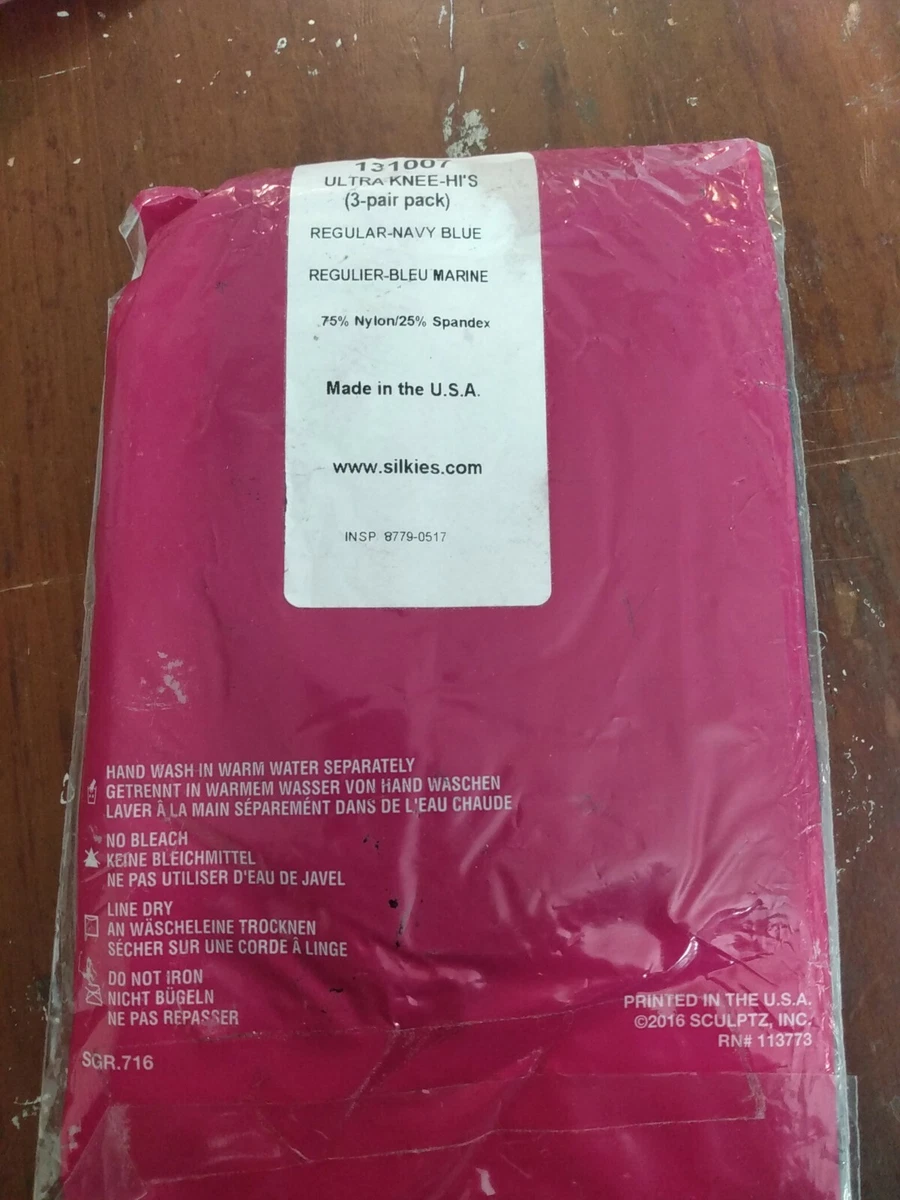 131007
ULTRA KNEE-HI'S
(3-pair pack)
REGULAR-NAVY BLUE
REGULIER-BLEU MARINE
75% Nylon/25% Spandex
Made in the U.S.A.
www.silkies.com
INSP 8779-0517
HAND WASH IN WARM WATER SEPARATELY
GETRENNT IN WARMEM WASSER VON HAND WASCHEN
LAVER À LA MAIN SÉPARÉMENT DANS DE L'EAU CHAUDE
NO BLEACH
KEINE BLEICHMITTEL
NE PAS UTILISER D'EAU DE JAVEL
LINE DRY
AN WÄSCHELEINE TROCKNEN
SÉCHER SUR UNE CORDE À LINGE
DO NOT IRON
NICHT BÜGELN
NE PAS REPASSER
SGR.716
PRINTED IN THE U.S.A.
©2016 SCULPTZ, INC.
RN# 113773